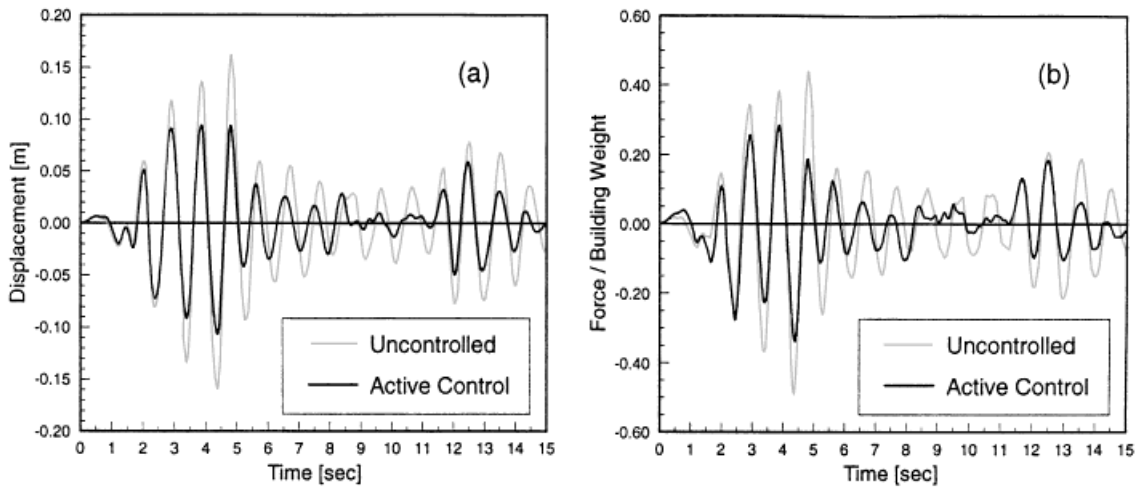 0.20
0.15
0.10
0.05
0.00
-0.05
-0.10
-0.15
-0.20
Displacement [m]
(a)
Uncontrolled
Active Control
0 1 2 3 4 5 6 7 8 9 10 11 12 13 14 15
Time [sec]
0.60
0.40
0.20
0.00
-0.20
-0.40
-0.60
Force / Building Weight
(b)
Uncontrolled
Active Control
0 1 2 3 4 5 6 7 8 9 10 11 12 13 14 15
Time [sec]